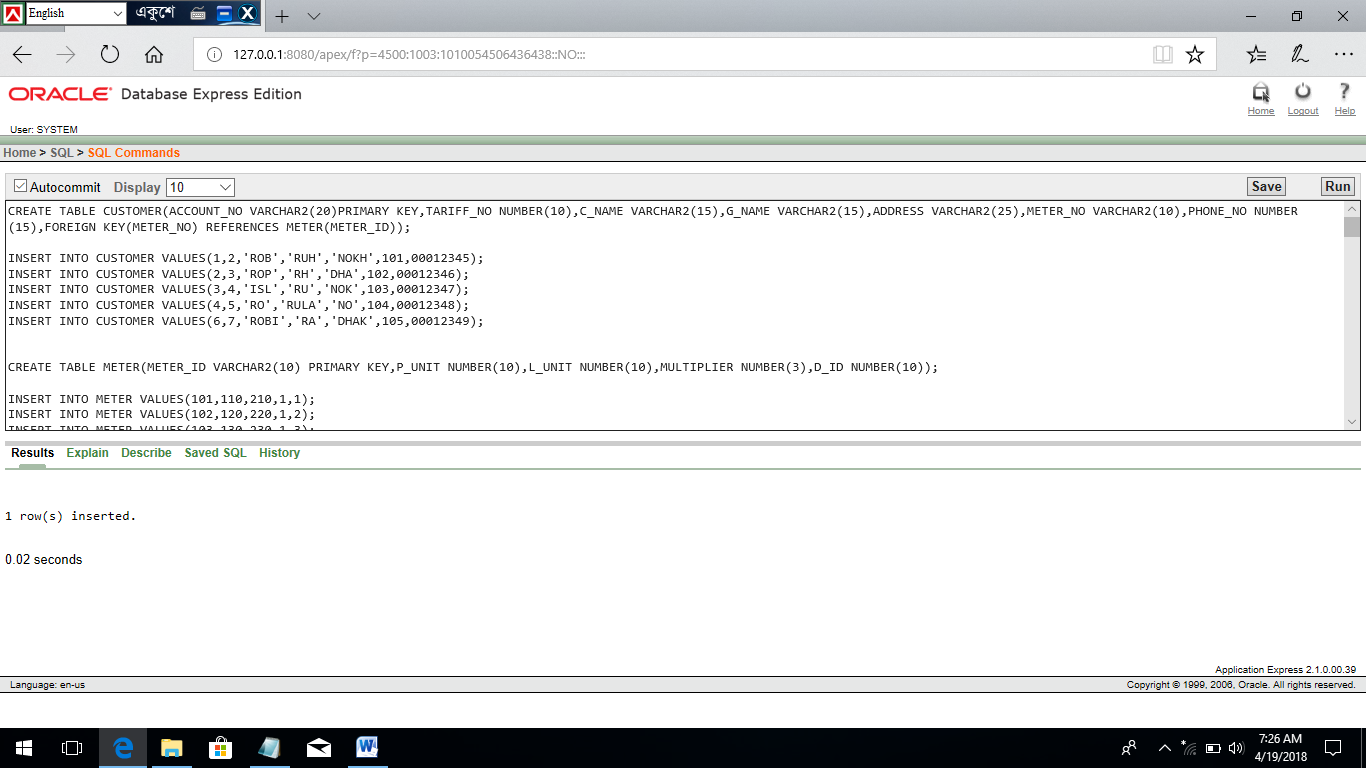 English একুশে
127.0.0.1:8080/apex/f?p=4500:1003:1010054506436438::NO:::
ORACLE Database Express Edition
Home Logout Help
User: SYSTEM
Home > SQL > SQL Commands
Autocommit Display 10 Save Run
CREATE TABLE CUSTOMER(ACCOUNT_NO VARCHAR2(20)PRIMARY KEY,TARIFF_NO NUMBER(10),C_NAME VARCHAR2(15),G_NAME VARCHAR2(15),ADDRESS VARCHAR2(25),METER_NO VARCHAR2(10),PHONE_NO NUMBER
(15),FOREIGN KEY(METER_NO) REFERENCES METER(METER_ID));
INSERT INTO CUSTOMER VALUES(1,2,'ROB','RUH','NOKH',101,00012345);
INSERT INTO CUSTOMER VALUES(2,3,'ROP','RH','DHA',102,00012346);
INSERT INTO CUSTOMER VALUES(3,4,'ISL','RU','NOK',103,00012347);
INSERT INTO CUSTOMER VALUES(4,5,'RO','RULA','NO',104,00012348);
INSERT INTO CUSTOMER VALUES(6,7,'ROBI','RA','DHAK',105,00012349);
CREATE TABLE METER(METER_ID VARCHAR2(10) PRIMARY KEY,P_UNIT NUMBER(10),L_UNIT NUMBER(10),MULTIPLIER NUMBER(3),D_ID NUMBER(10));
INSERT INTO METER VALUES(101,110,210,1,1);
INSERT INTO METER VALUES(102,120,220,1,2);
INSERT INTO METER VALUES(103,130,230,1,3);
Results Explain Describe Saved SQL History
1 row(s) inserted.
0.02 seconds
Application Express 2.1.0.00.39
Language: en-us Copyright © 1999, 2006, Oracle. All rights reserved.
7:26 AM
4/19/2018